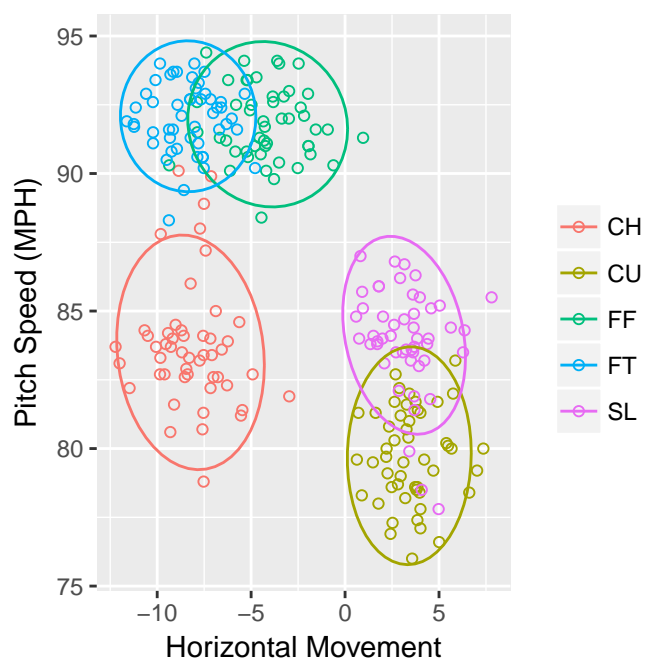 95
90
85
80
75
Pitch Speed (MPH)
−10
−5
0
5
Horizontal Movement
CH
CU
FF
FT
SL